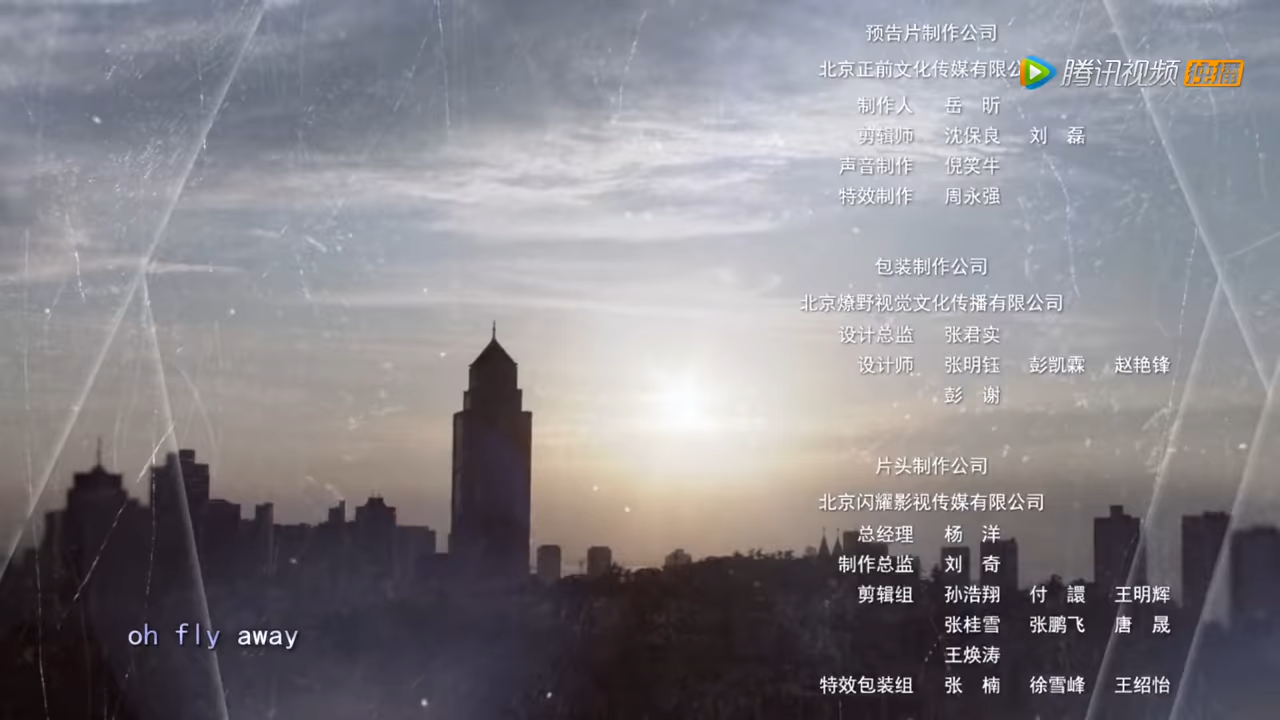 预告片制作公司
北京正前文化传媒有限公
腾讯视频 独播
制作人 岳 昕
剪辑师 沈保良 刘 磊
声音制作 倪笑牛
特效制作 周永强
包装制作公司
北京燎野视觉文化传播有限公司
设计总监 张君实
设计师 张明钰 彭凯霖 赵艳锋
彭 谢
片头制作公司
北京闪耀影视传媒有限公司
总经理 杨 洋
制作总监 刘 奇
剪辑组 孙浩翔 付 譞 王明辉
张桂雪 张鹏飞 唐 晟
oh fly away
王焕涛
特效包装组 张 楠 徐雪峰 王绍怡